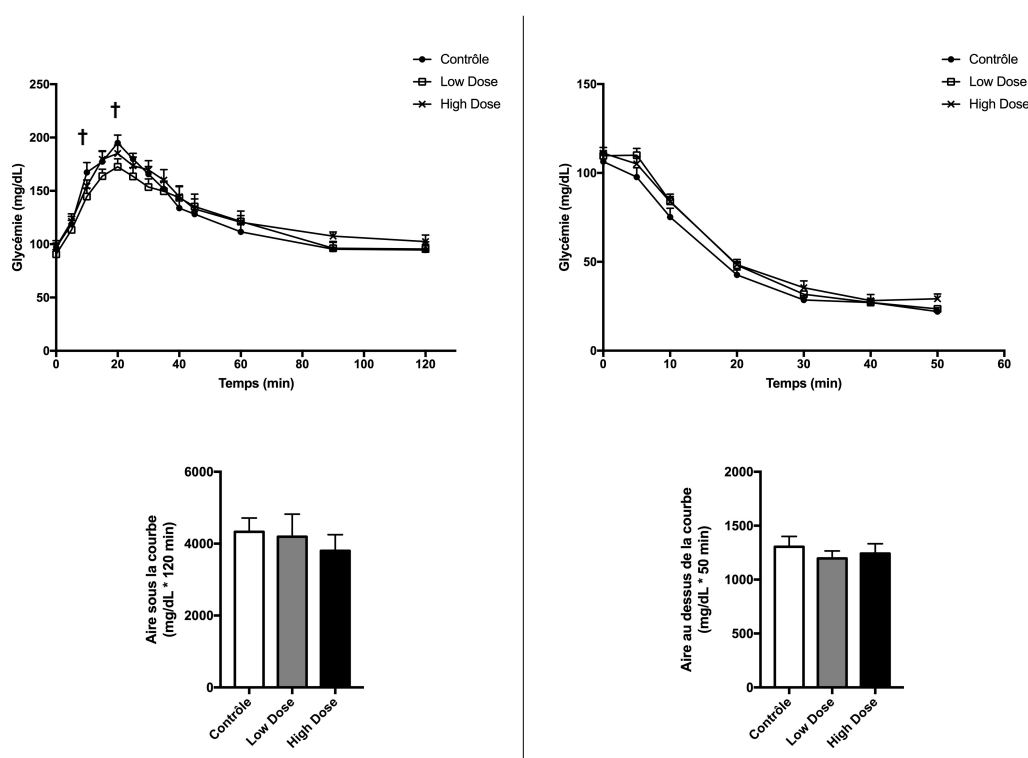 Contrôle
Low Dose
High Dose
250
200
150
100
50
0
† †
Glycémie (mg/dL)
0 20 40 60 80 100 120
Temps (min)
6000
4000
2000
0
Aire sous la courbe
(mg/dL * 120 min)
Contrôle
Low Dose
High Dose
Contrôle
Low Dose
High Dose
150
100
50
0
Glycémie (mg/dL)
0 10 20 30 40 50 60
Temps (min)
2000
1500
1000
500
0
Aire au dessus de la courbe
(mg/dL * 50 min)
Contrôle
Low Dose
High Dose